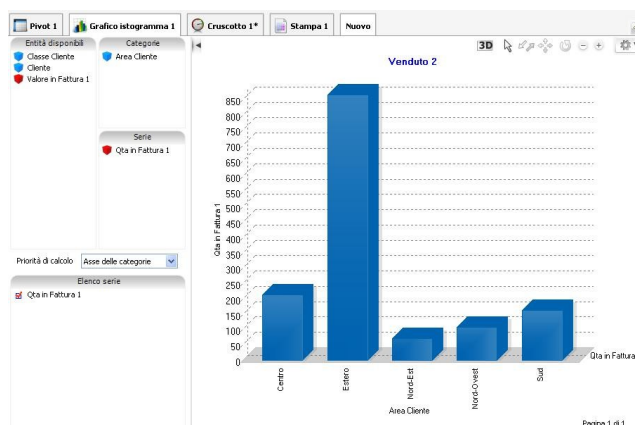 Pivot 1
Grafico istogramma 1
Cruscotto 1*
Stampa 1
Nuovo
Entità disponibili
Classe Cliente
Cliente
Valore in Fattura 1
Categorie
Area Cliente
Serie
Qta in Fattura 1
Priorità di calcolo
Asse delle categorie
Elenco serie
Qta in Fattura 1
3D
Venduto 2
850
800
750
700
650
600
550
500
450
400
350
300
250
200
150
100
50
0
Qta in Fattura 1
Centro
Estero
Nord-Est
Nord-Ovest
Sud
Qta in Fattura
Area Cliente
Pagina 1 di 1